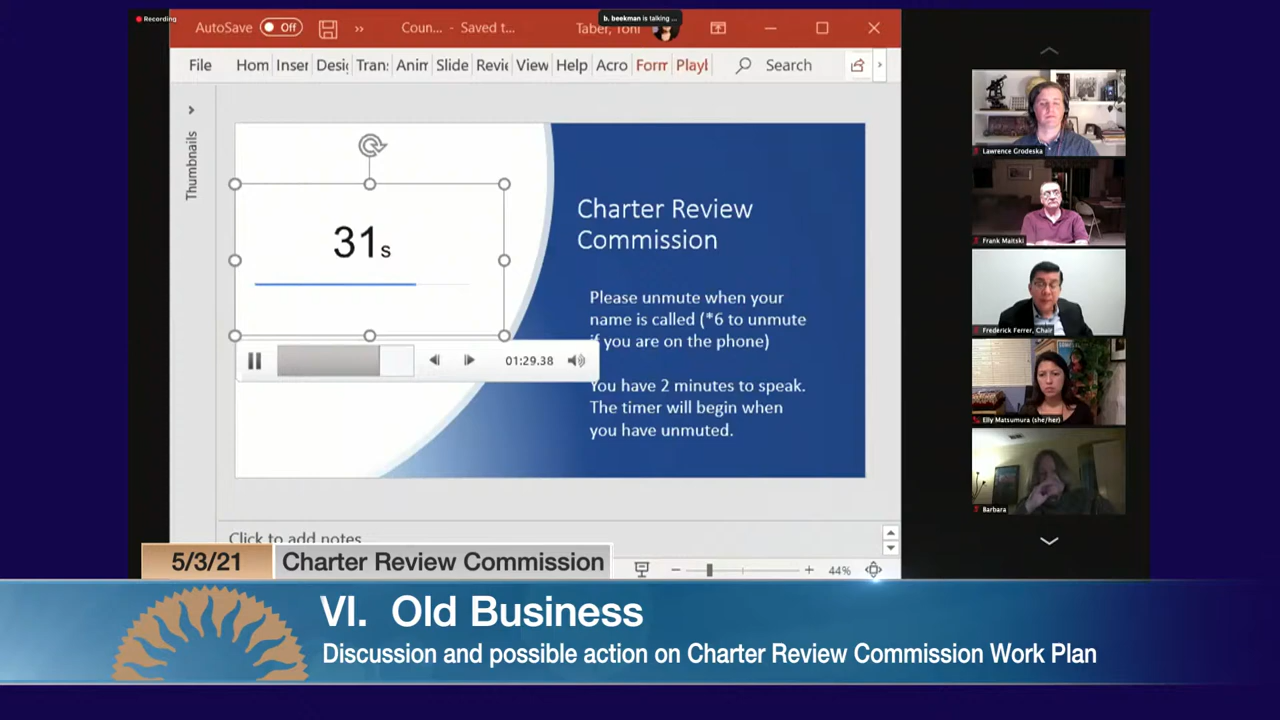 Recording
b. beekman is talking ...
AutoSave Off » Coun... - Saved t... Taber, Toni
File Hom Inser Desig Trans Anim Slide Revie View Help Acro Form Playb Search
Thumbnails
31s
01:29.38
Charter Review
Commission
Please unmute when your
name is called (*6 to unmute
if you are on the phone)
You have 2 minutes to speak.
The timer will begin when
you have unmuted.
Click to add notes
44%
Lawrence Grodeska
Frank Maitski
Frederick Ferrer, Chair
Elly Matsumura (she/her)
Barbara
5/3/21 Charter Review Commission
VI. Old Business
Discussion and possible action on Charter Review Commission Work Plan